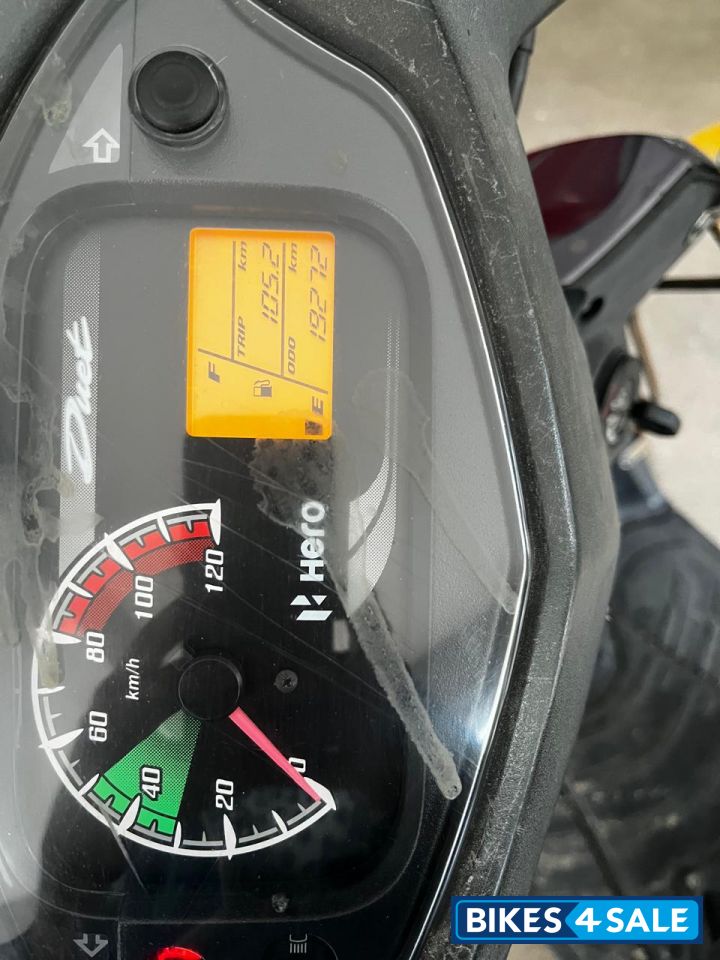 Duet
km/h
0
20
40
60
80
100
120
Hero
F
TRIP km
105.2
ODO km
19272
E
BIKES4SALE